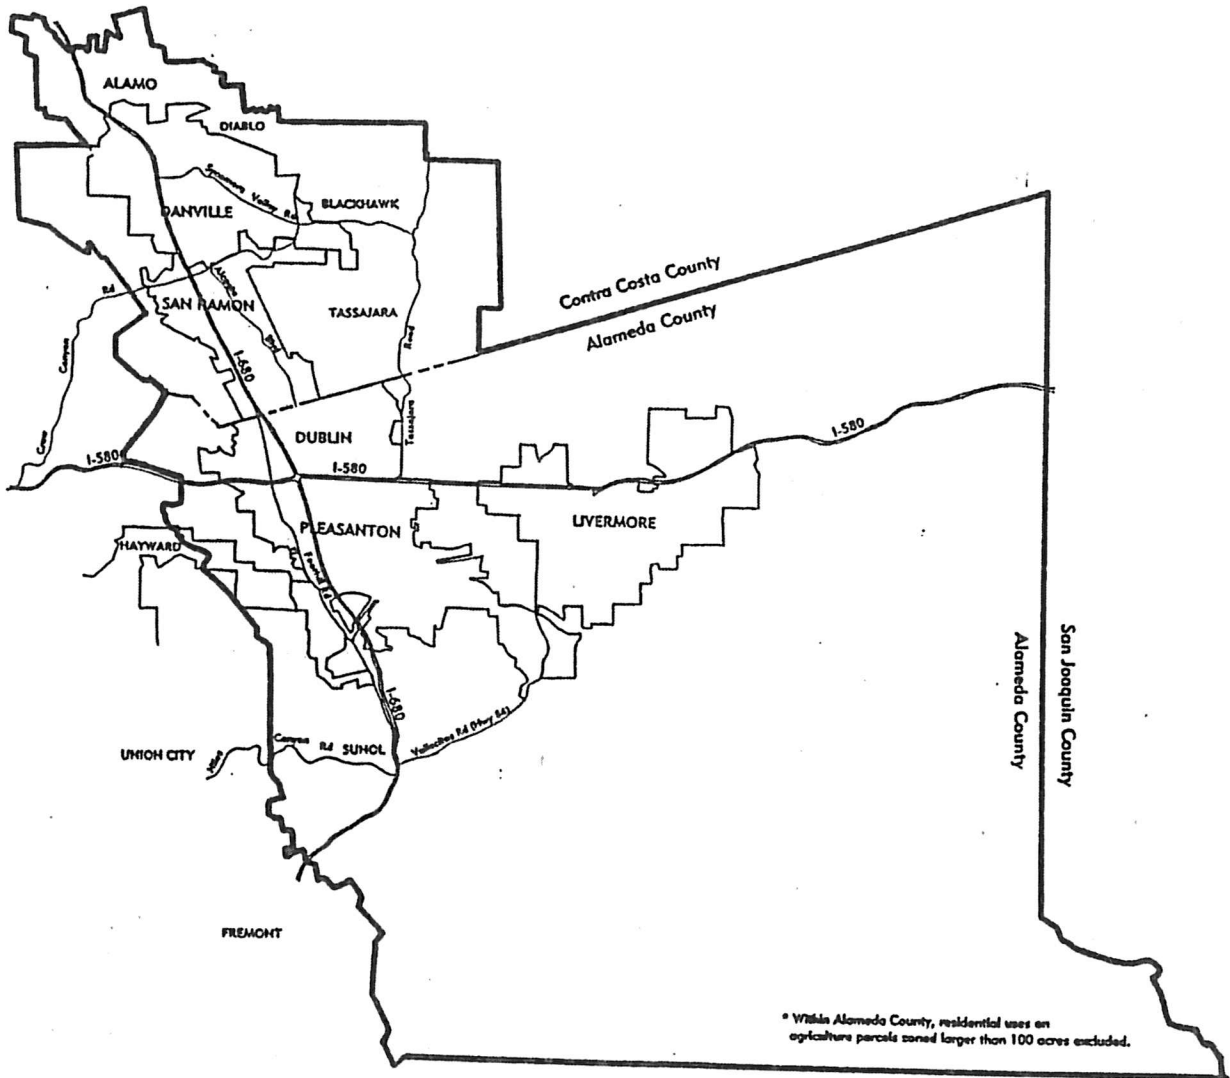 ALAMO
DIABLO
Sycamore Valley Rd
BLACKHAWK
DANVILLE
Rd
SAN RAMON
Alcosta
Blvd
TASSAJARA
Road
Tassajara
Contra Costa County
Alameda County
I-680
Canyon
Crow
DUBLIN
I-580
I-580
I-580
PLEASANTON
LIVERMORE
HAYWARD
Foothill Rd
San Joaquin County
Alameda County
I-680
UNION CITY
Niles
Canyon Rd
SUNOL
Vallecitos Rd (Hwy 84)
FREMONT
* Within Alameda County, residential uses on
agriculture parcels zoned larger than 100 acres excluded.